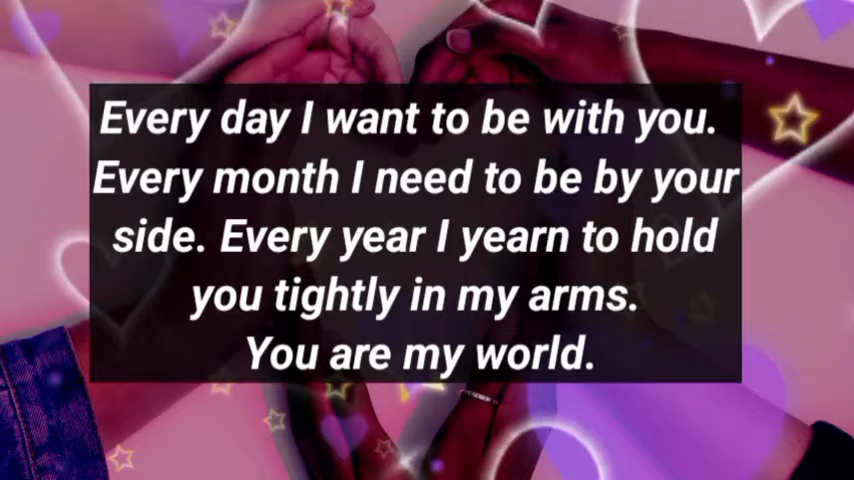 Every day I want to be with you.
Every month I need to be by your
side. Every year I yearn to hold
you tightly in my arms.
You are my world.